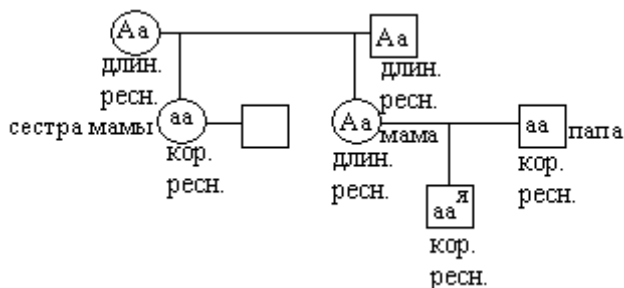 Aa
Aa
длин.
ресн.
длин.
ресн.
сестра мамы
aa
кор.
ресн.
Aa
мама
длин.
ресн.
aa
папа
кор.
ресн.
я
aa
кор.
ресн.